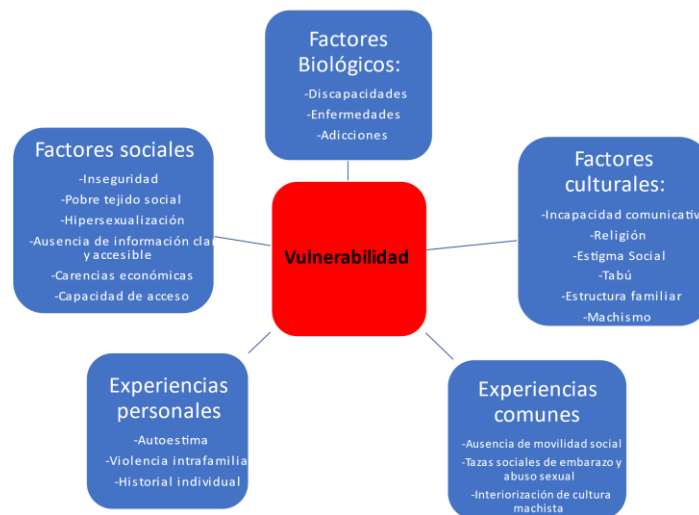 Factores
Biológicos:
-Discapacidades
-Enfermedades
-Adicciones
Factores sociales
-Inseguridad
-Pobre tejido social
-Hipersexualización
-Ausencia de información clar
y accesible
-Carencias económicas
-Capacidad de acceso
Vulnerabilidad
Factores
culturales:
-Incapacidad comunicativ
-Religión
-Estigma Social
-Tabú
-Estructura familiar
-Machismo
Experiencias
personales
-Autoestima
-Violencia intrafamilia
-Historial individual
Experiencias
comunes
-Ausencia de movilidad social
-Tazas sociales de embarazo y
abuso sexual
-Interiorización de cultura
machista